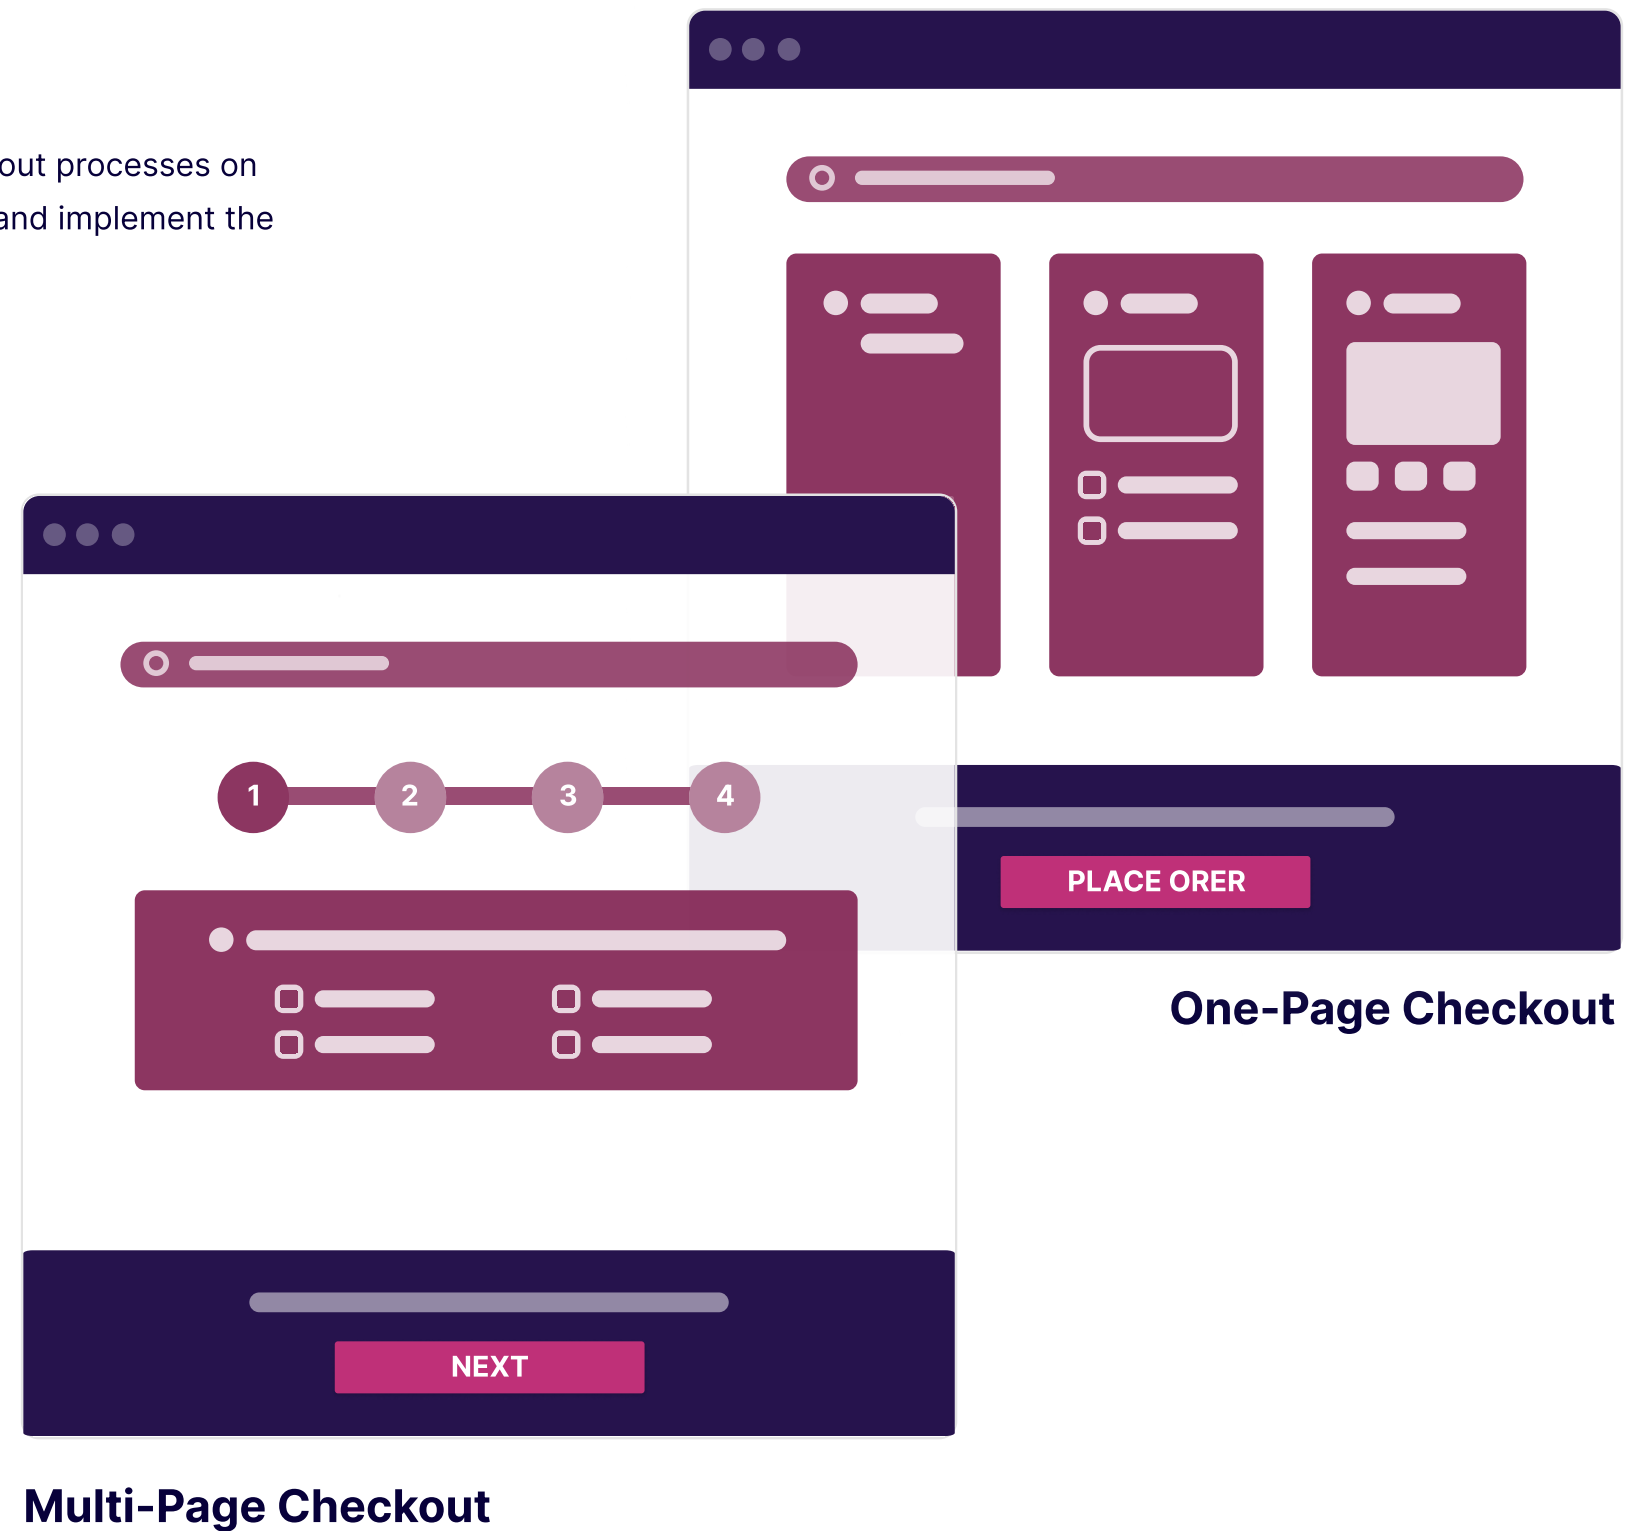 out processes on
and implement the
PLACE ORER
One-Page Checkout
1 2 3 4
NEXT
Multi-Page Checkout